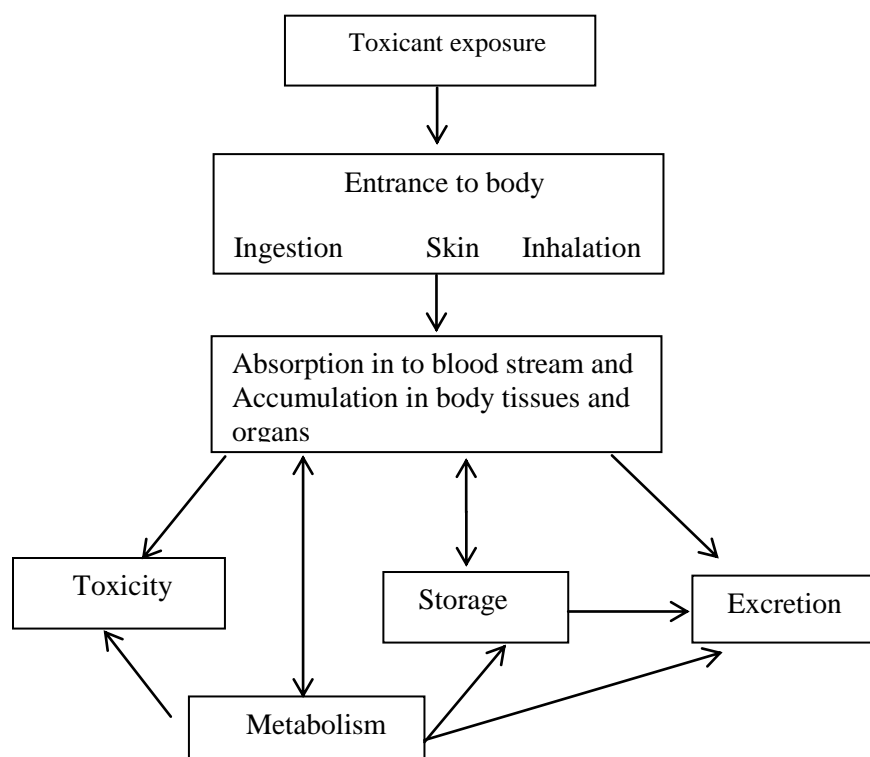 Toxicant exposure
Entrance to body
Ingestion Skin Inhalation
Absorption in to blood stream and
Accumulation in body tissues and
organs
Toxicity
Storage
Excretion
Metabolism